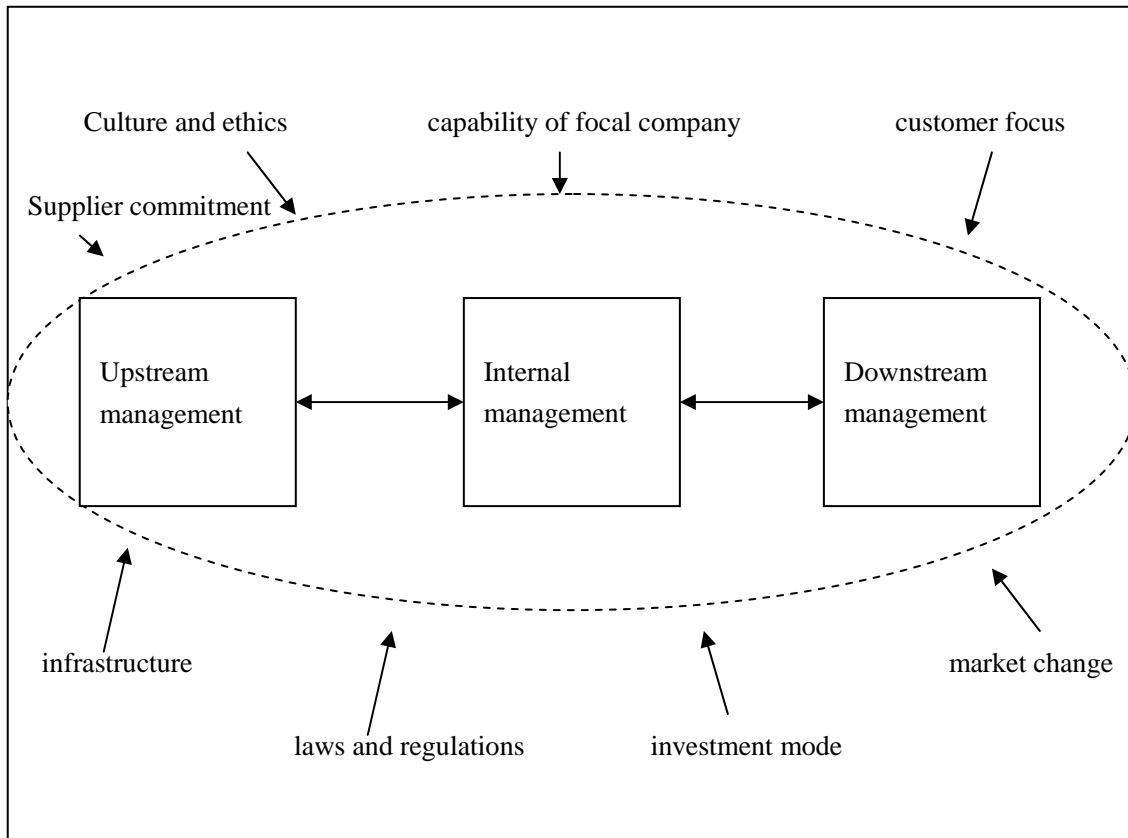 Culture and ethics
capability of focal company
customer focus
Supplier commitment
Upstream
management
Internal
management
Downstream
management
infrastructure
market change
laws and regulations
investment mode